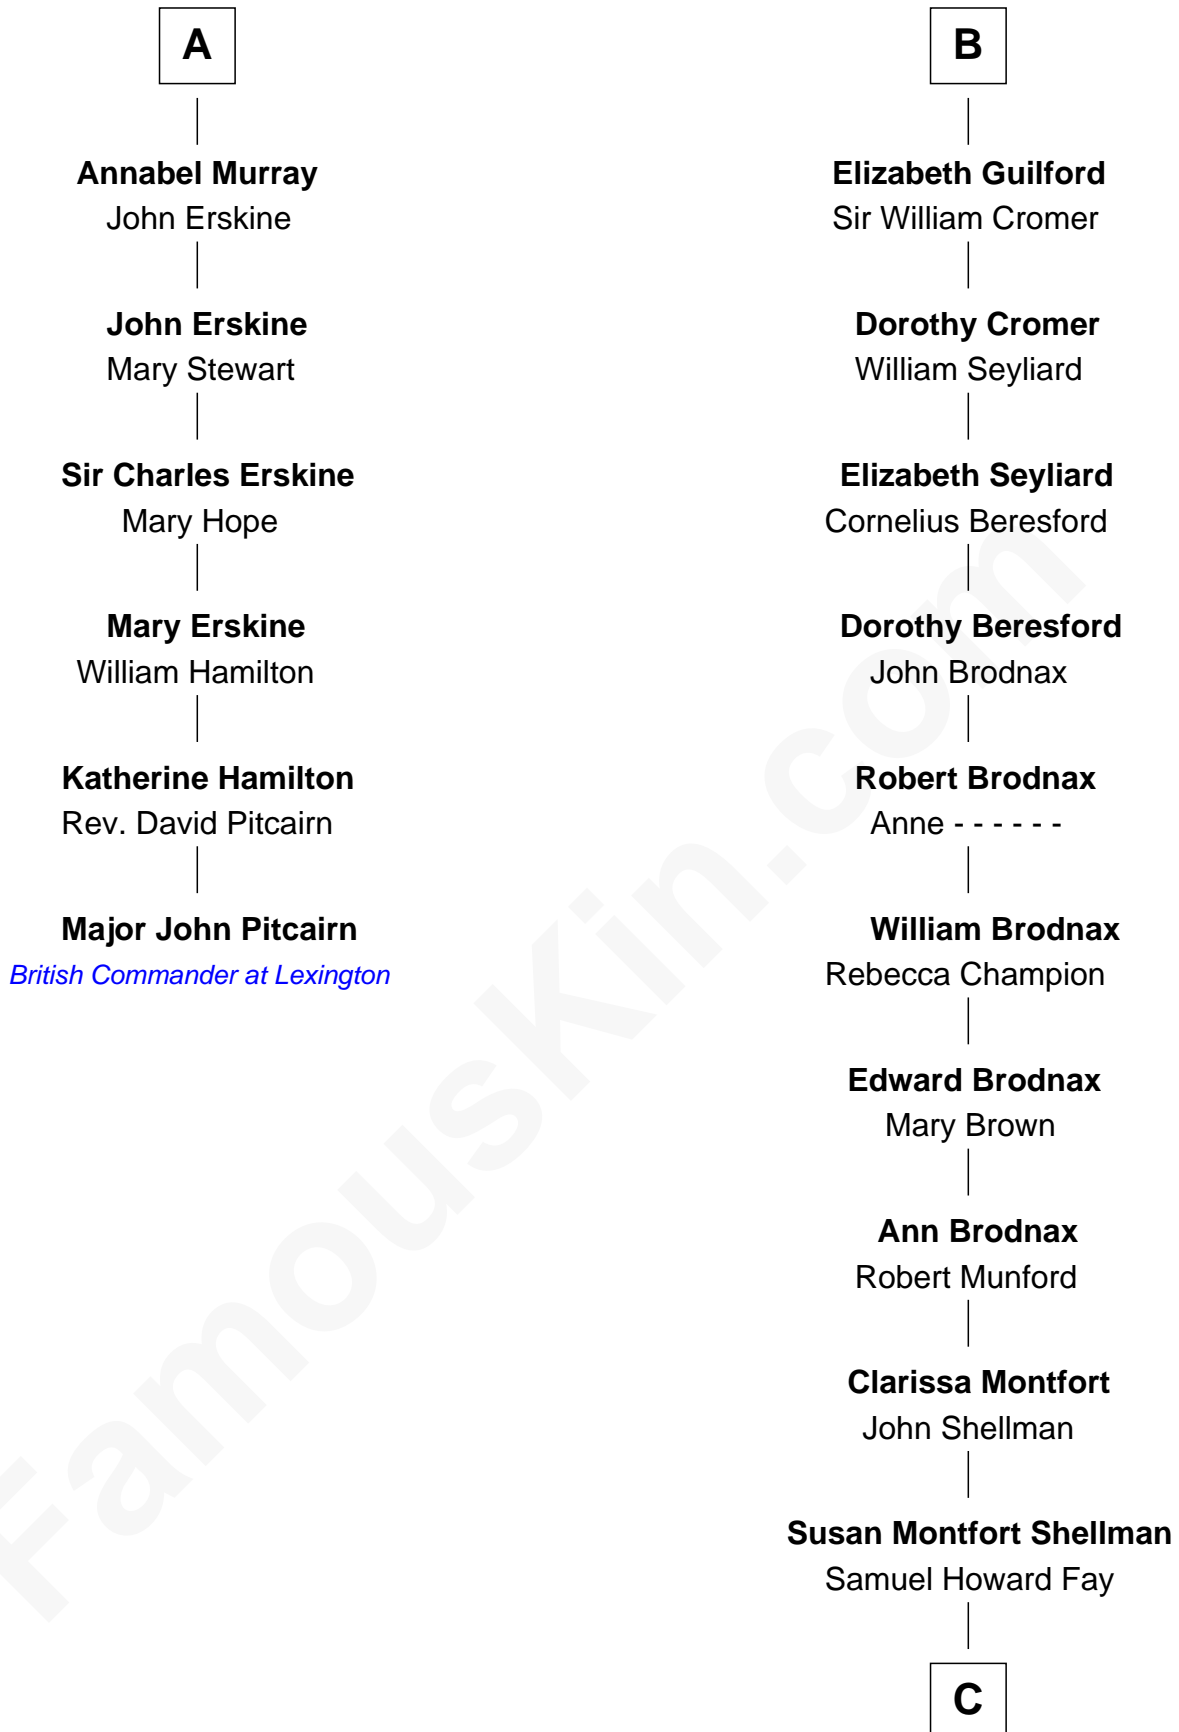 A
Annabel Murray
John Erskine
John Erskine
Mary Stewart
Sir Charles Erskine
Mary Hope
Mary Erskine
William Hamilton
Katherine Hamilton
Rev. David Pitcairn
Major John Pitcairn
British Commander at Lexington
B
Elizabeth Guilford
Sir William Cromer
Dorothy Cromer
William Seyliard
Elizabeth Seyliard
Cornelius Beresford
Dorothy Beresford
John Brodnax
Robert Brodnax
Anne - - - - - -
William Brodnax
Rebecca Champion
Edward Brodnax
Mary Brown
Ann Brodnax
Robert Munford
Clarissa Montfort
John Shellman
Susan Montfort Shellman
Samuel Howard Fay
C
FamousKin.com